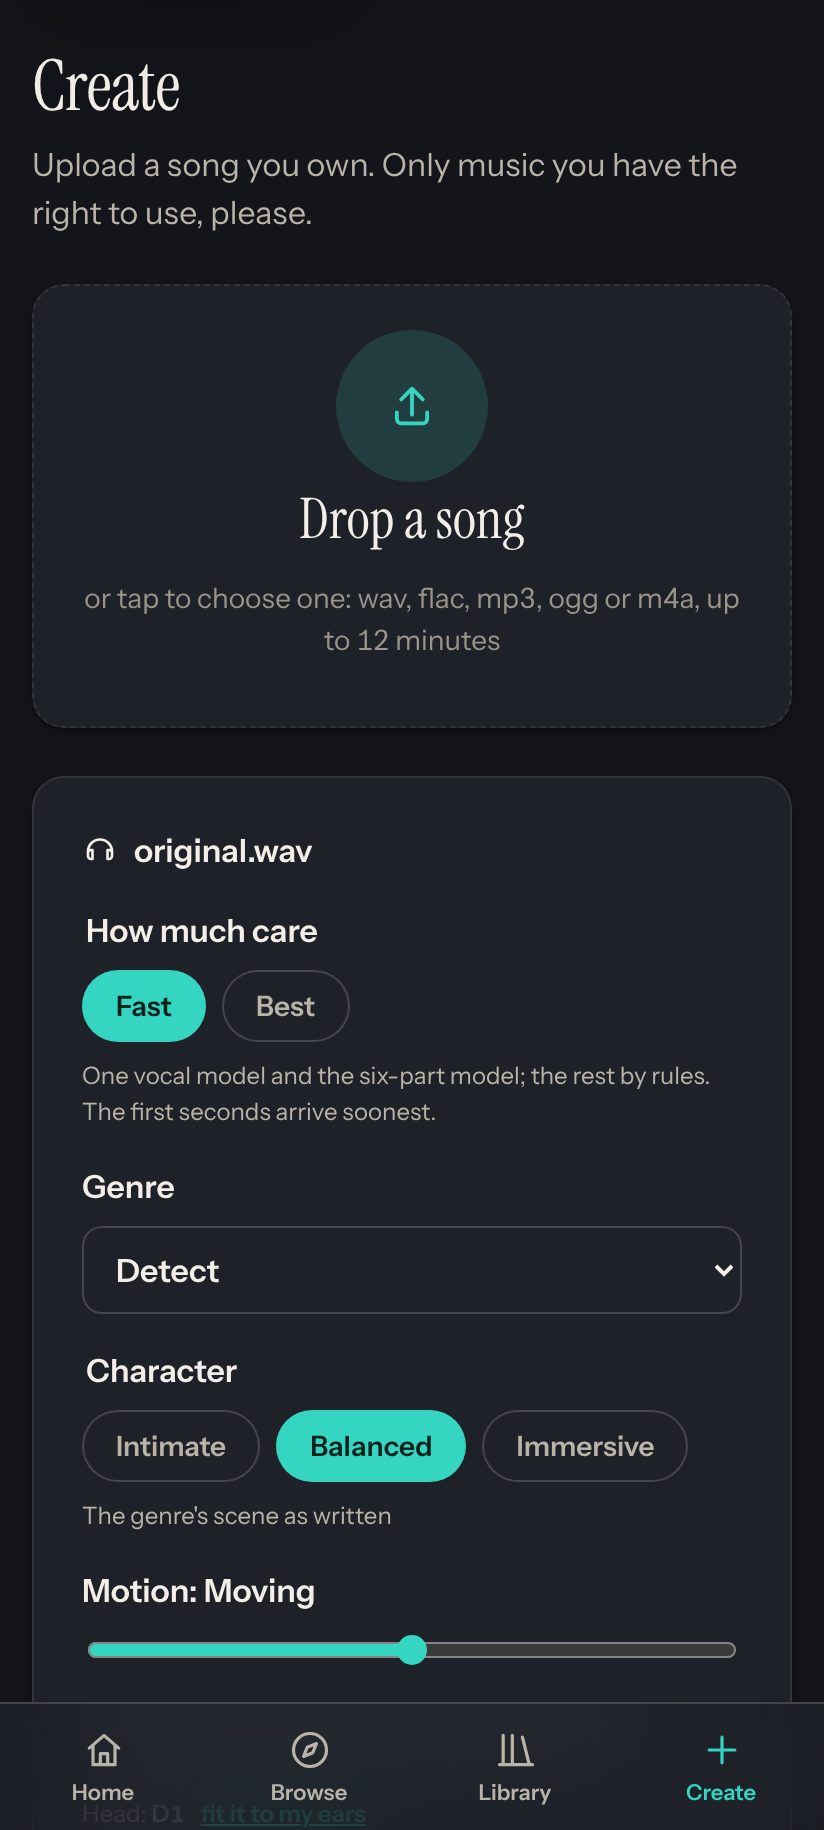 Create
Upload a song you own. Only music you have the
right to use, please.
Drop a song
or tap to choose one: wav, flac, mp3, ogg or m4a, up
to 12 minutes
original.wav
How much care
Fast
Best
One vocal model and the six-part model; the rest by rules.
The first seconds arrive soonest.
Genre
Detect
Character
Intimate
Balanced
Immersive
The genre's scene as written
Motion: Moving
Home
Browse
Library
Create
Head: D1 fit it to my ears